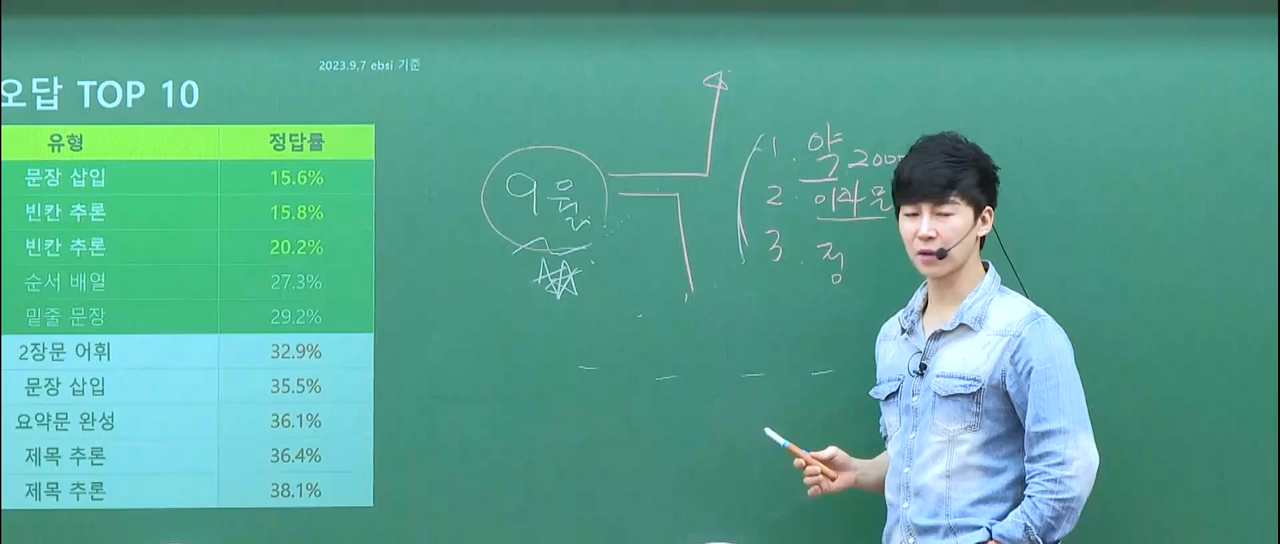 2023.9.7 ebsi 기준
오답 TOP 10
유형 정답률
문장 삽입 15.6%
빈칸 추론 15.8%
빈칸 추론 20.2%
순서 배열 27.3%
밑줄 문장 29.2%
2장문 어휘 32.9%
문장 삽입 35.5%
요약문 완성 36.1%
제목 추론 36.4%
제목 추론 38.1%
9월
1. 약 2000
2. 이라
3. 정